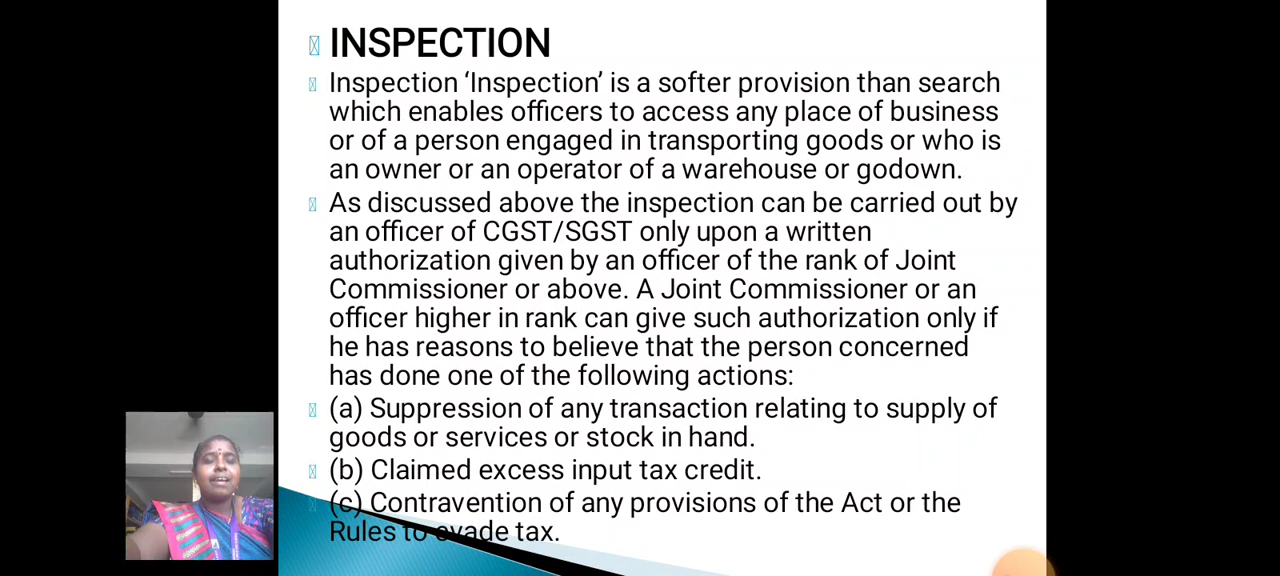 INSPECTION
Inspection ‘Inspection’ is a softer provision than search
which enables officers to access any place of business
or of a person engaged in transporting goods or who is
an owner or an operator of a warehouse or godown.
As discussed above the inspection can be carried out by
an officer of CGST/SGST only upon a written
authorization given by an officer of the rank of Joint
Commissioner or above. A Joint Commissioner or an
officer higher in rank can give such authorization only if
he has reasons to believe that the person concerned
has done one of the following actions:
(a) Suppression of any transaction relating to supply of
goods or services or stock in hand.
(b) Claimed excess input tax credit.
(c) Contravention of any provisions of the Act or the
Rules to evade tax.